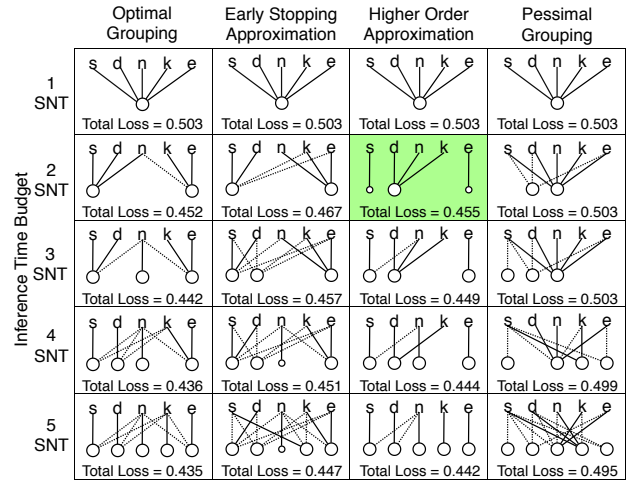 Optimal Grouping
Early Stopping Approximation
Higher Order Approximation
Pessimal Grouping
Inference Time Budget
1 SNT
s d n k e
Total Loss = 0.503
s d n k e
Total Loss = 0.503
s d n k e
Total Loss = 0.503
s d n k e
Total Loss = 0.503
2 SNT
s d n k e
Total Loss = 0.452
s d n k e
Total Loss = 0.467
s d n k e
Total Loss = 0.455
s d n k e
Total Loss = 0.503
3 SNT
s d n k e
Total Loss = 0.442
s d n k e
Total Loss = 0.457
s d n k e
Total Loss = 0.449
s d n k e
Total Loss = 0.503
4 SNT
s d n k e
Total Loss = 0.436
s d n k e
Total Loss = 0.451
s d n k e
Total Loss = 0.444
s d n k e
Total Loss = 0.499
5 SNT
s d n k e
Total Loss = 0.435
s d n k e
Total Loss = 0.447
s d n k e
Total Loss = 0.442
s d n k e
Total Loss = 0.495